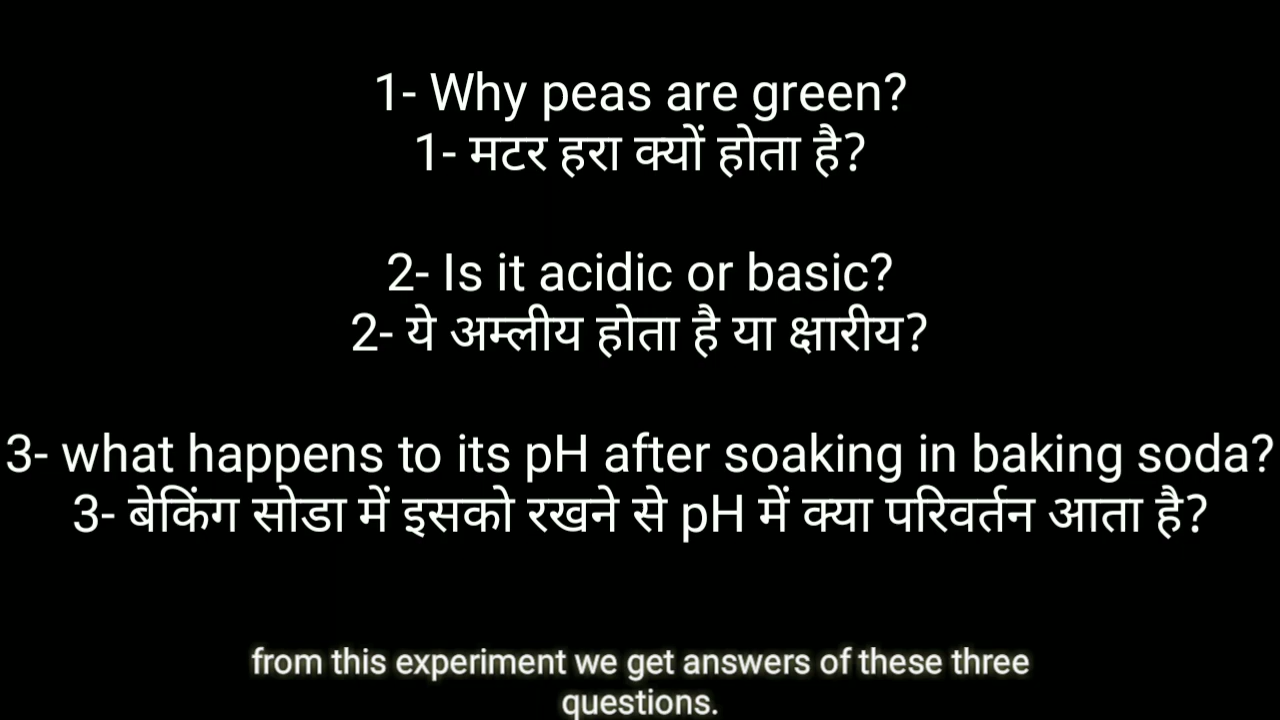 1- Why peas are green?
1- मटर हरा क्यों होता है?
2- Is it acidic or basic?
2- ये अम्लीय होता है या क्षारीय?
3- what happens to its pH after soaking in baking soda?
3- बेकिंग सोडा में इसको रखने से pH में क्या परिवर्तन आता है?
from this experiment we get answers of these three
questions.